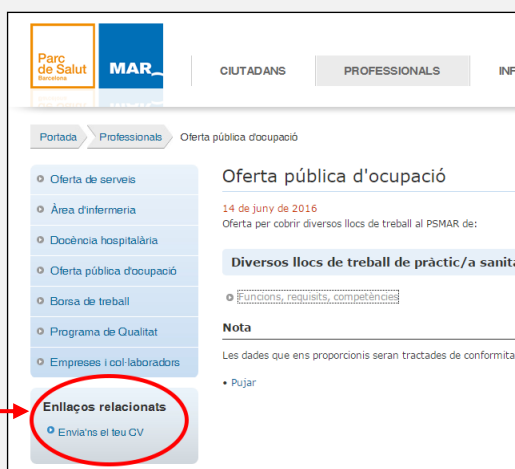 Parc
de Salut
Barcelona
MAR
CIUTADANS
PROFESSIONALS
Portada
Professionals
Oferta pública d'ocupació
Oferta de serveis
Àrea d'infermeria
Docència hospitalària
Oferta pública d'ocupació
Borsa de treball
Programa de Qualitat
Empreses i col·laboradors
Enllaços relacionats
Envia'ns el teu CV
Oferta pública d'ocupació
14 de juny de 2016
Oferta per cobrir diversos llocs de treball al PSMAR de:
Diversos llocs de treball de pràctic/a
Funcions, requisits, competències
Nota
Les dades que ens proporcionis seran tractades de
• Pujar